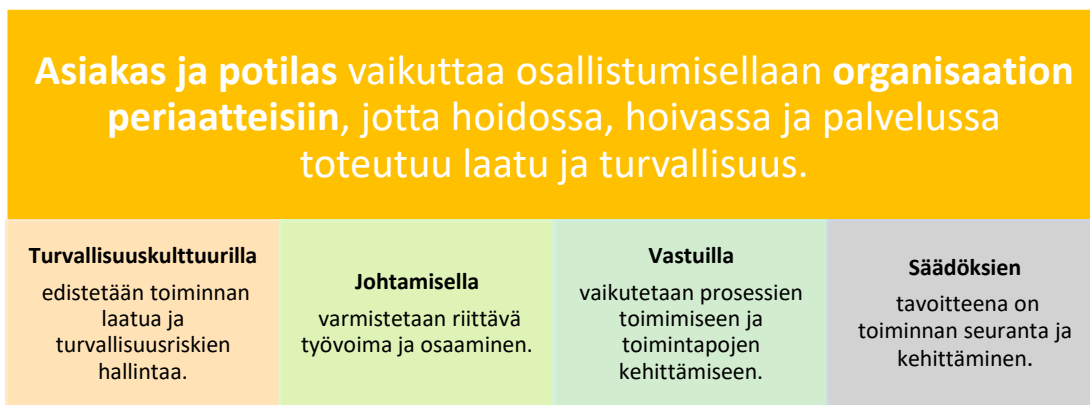 Asiakas ja potilas vaikuttaa osallistumisellaan organisaation
periaatteisiin, jotta hoidossa, hoivassa ja palvelussa
toteutuu laatu ja turvallisuus.
Turvallisuuskulttuurilla
edistetään toiminnan
laatua ja
turvallisuusriskien
hallintaa.
Johtamisella
varmistetaan riittävä
työvoima ja osaaminen.
Vastuilla
vaikutetaan prosessien
toimimiseen ja
toimintapojen
kehittämiseen.
Säädöksien
tavoitteena on
toiminnan seuranta ja
kehittäminen.